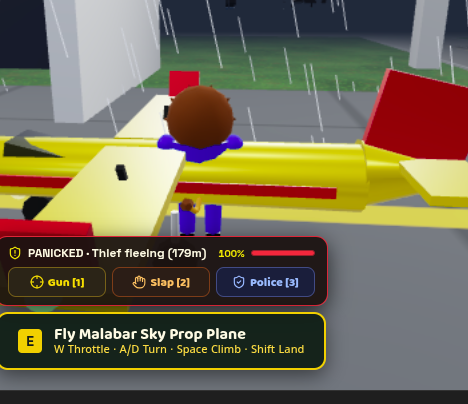 PANICKED · Thief fleeing (179m) 100%
Gun [1] Slap [2] Police [3]
E Fly Malabar Sky Prop Plane
W Throttle · A/D Turn · Space Climb · Shift Land